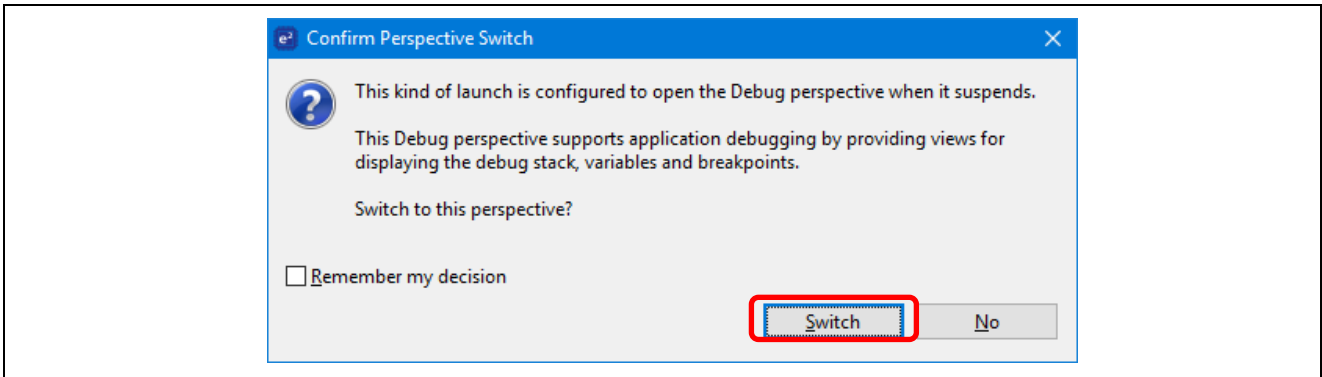 e² Confirm Perspective Switch
This kind of launch is configured to open the Debug perspective when it suspends.
This Debug perspective supports application debugging by providing views for
displaying the debug stack, variables and breakpoints.
Switch to this perspective?
Remember my decision
Switch No